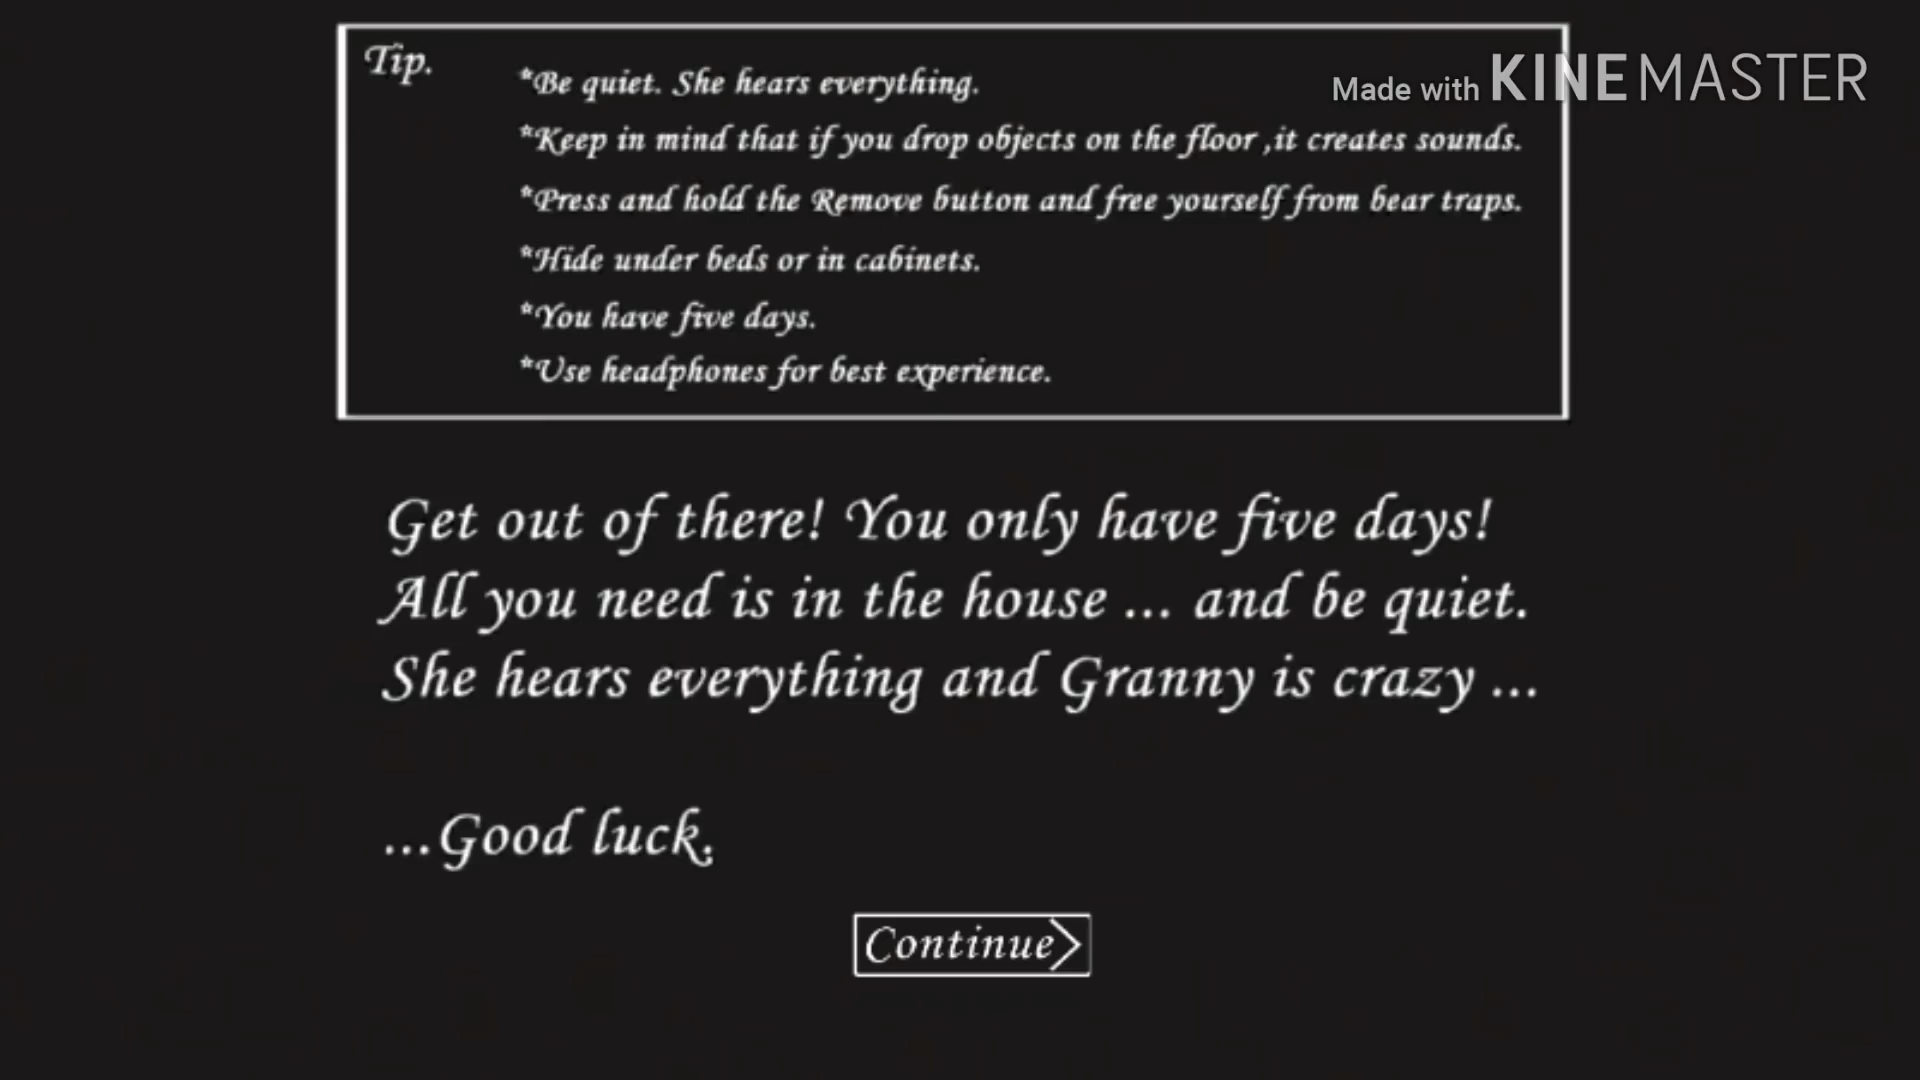 Tip.
*Be quiet. She hears everything.
Made with KINEMASTER
*Keep in mind that if you drop objects on the floor ,it creates sounds.
*Press and hold the Remove button and free yourself from bear traps.
*Hide under beds or in cabinets.
*You have five days.
*Use headphones for best experience.
Get out of there! You only have five days!
All you need is in the house ... and be quiet.
She hears everything and Granny is crazy ...
...Good luck.
Continue>